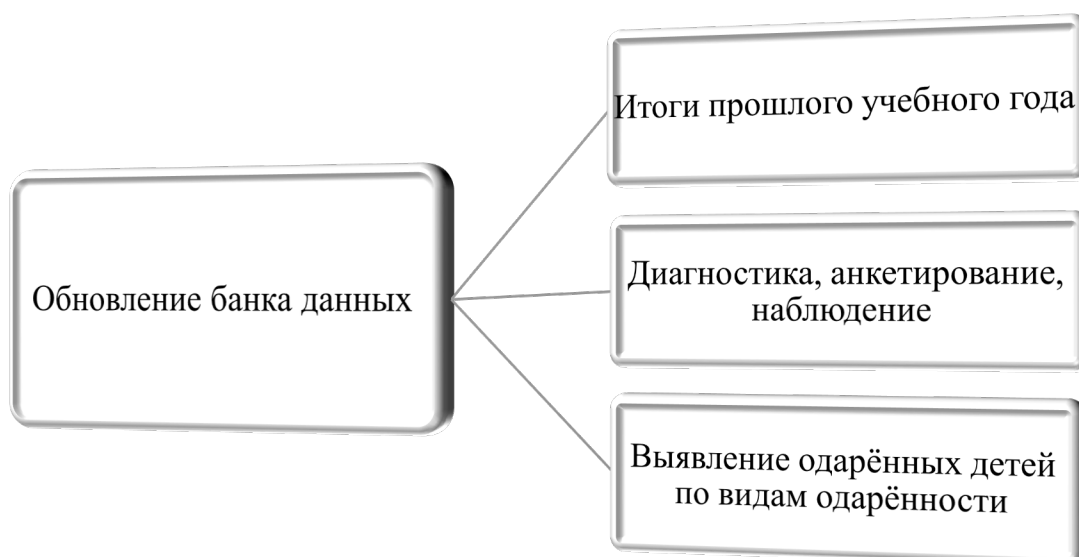 Обновление банка данных
Итоги прошлого учебного года
Диагностика, анкетирование,
наблюдение
Выявление одарённых детей
по видам одарённости